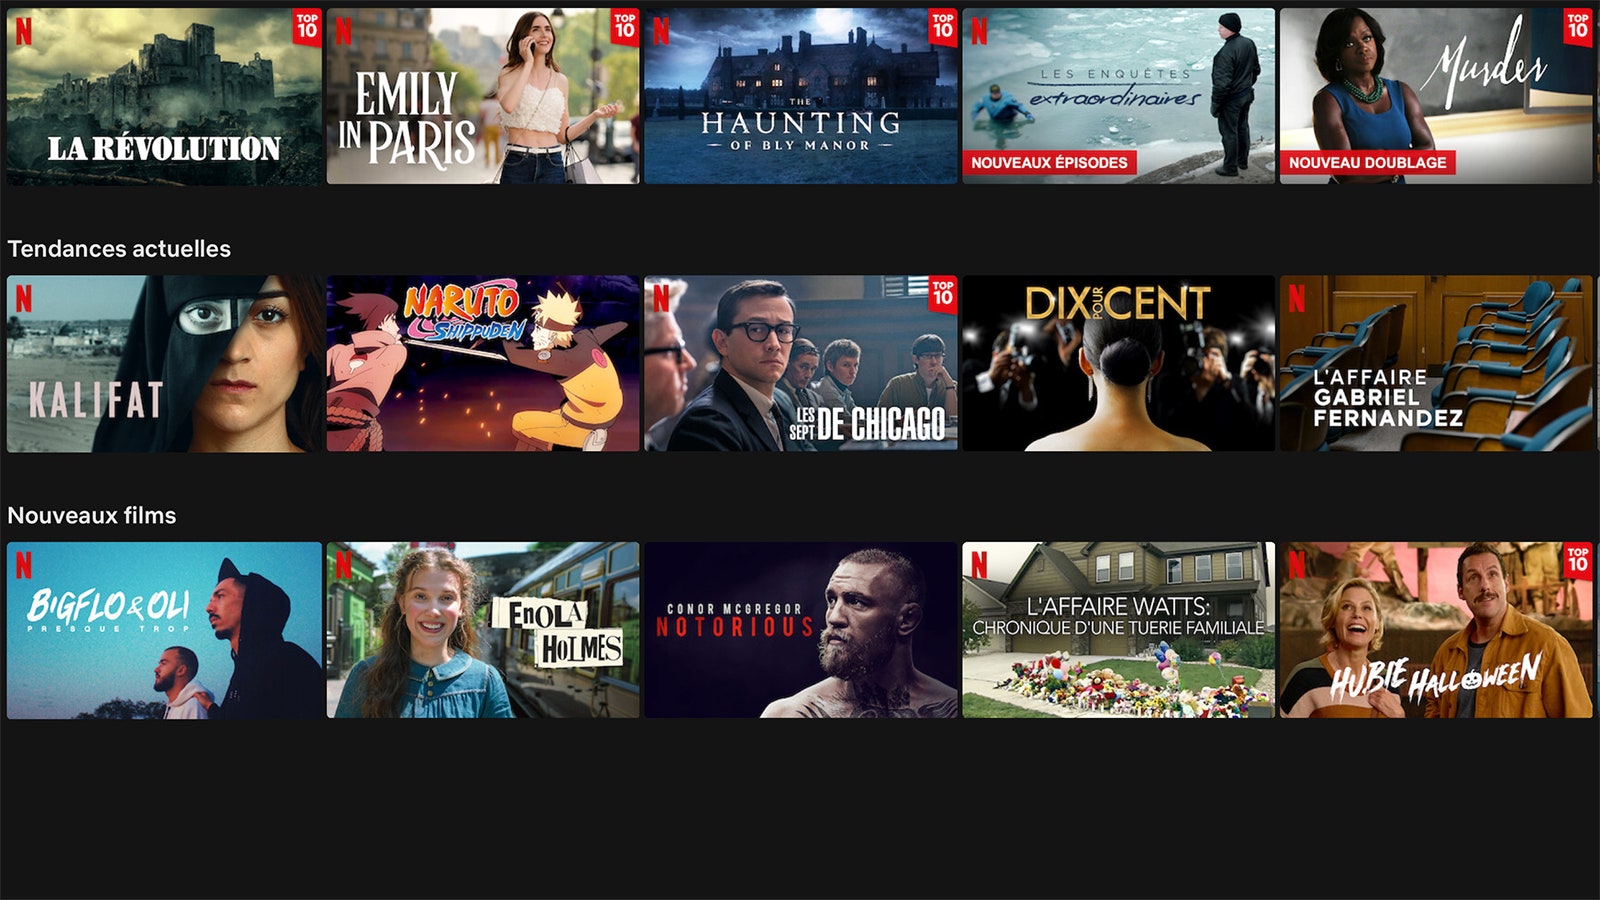 N
TOP
10
LA RÉVOLUTION
N
TOP
10
EMILY
IN PARIS
N
TOP
10
THE
HAUNTING
OF BLY MANOR
N
LES ENQUÊTES
extraordinaires
NOUVEAUX ÉPISODES
TOP
10
Murder
NOUVEAU DOUBLAGE
Tendances actuelles
N
KALIFAT
NARUTO
SHIPPUDEN
N
TOP
10
LES
SEPT DE CHICAGO
DIX POUR CENT
N
L'AFFAIRE
GABRIEL
FERNANDEZ
Nouveaux films
N
BIGFLO & OLI
PRESQUE TROP
N
ENOLA
HOLMES
CONOR MCGREGOR
NOTORIOUS
N
L'AFFAIRE WATTS:
CHRONIQUE D'UNE TUERIE FAMILIALE
N
TOP
10
HUBIE HALLOWEEN